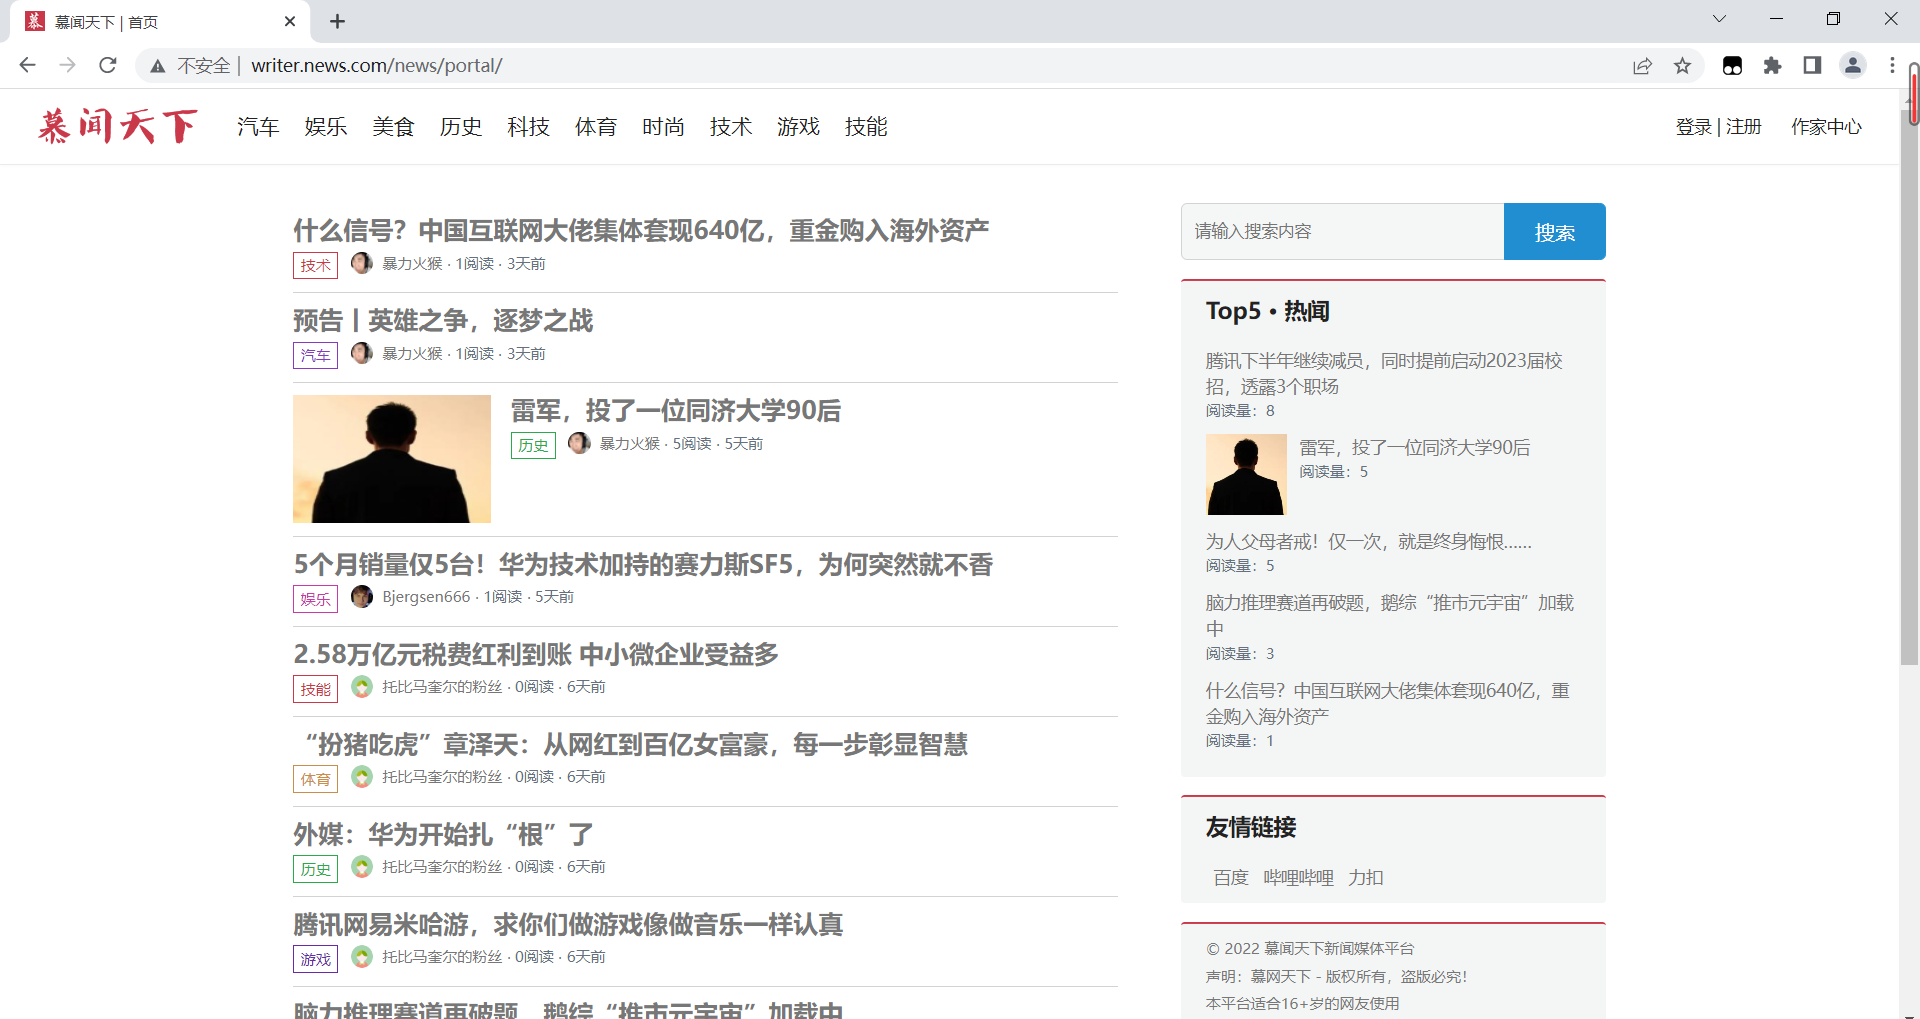 慕闻天下 | 首页
不安全 | writer.news.com/news/portal/
慕闻天下 汽车 娱乐 美食 历史 科技 体育 时尚 技术 游戏 技能 登录 | 注册 作家中心
什么信号？中国互联网大佬集体套现640亿，重金购入海外资产
技术 暴力火猴 · 1阅读 · 3天前
预告丨英雄之争，逐梦之战
汽车 暴力火猴 · 1阅读 · 3天前
雷军，投了一位同济大学90后
历史 暴力火猴 · 5阅读 · 5天前
5个月销量仅5台！华为技术加持的赛力斯SF5，为何突然就不香
娱乐 Bjergsen666 · 1阅读 · 5天前
2.58万亿元税费红利到账 中小微企业受益多
技能 托比马奎尔的粉丝 · 0阅读 · 6天前
“扮猪吃虎”章泽天：从网红到百亿女富豪，每一步彰显智慧
体育 托比马奎尔的粉丝 · 0阅读 · 6天前
外媒：华为开始扎“根”了
历史 托比马奎尔的粉丝 · 0阅读 · 6天前
腾讯网易米哈游，求你们做游戏像做音乐一样认真
游戏 托比马奎尔的粉丝 · 0阅读 · 6天前
脑力推理赛道再破题，鹅综“推市元宇宙”加载中
请输入搜索内容 搜索
Top5 • 热闻
腾讯下半年继续减员，同时提前启动2023届校
招，透露3个职场
阅读量：8
雷军，投了一位同济大学90后
阅读量：5
为人父母者戒！仅一次，就是终身悔恨……
阅读量：5
脑力推理赛道再破题，鹅综“推市元宇宙”加载
中
阅读量：3
什么信号？中国互联网大佬集体套现640亿，重
金购入海外资产
阅读量：1
友情链接
百度 哔哩哔哩 力扣
© 2022 慕闻天下新闻媒体平台
声明：慕网天下 - 版权所有，盗版必究！
本平台适合16+岁的网友使用